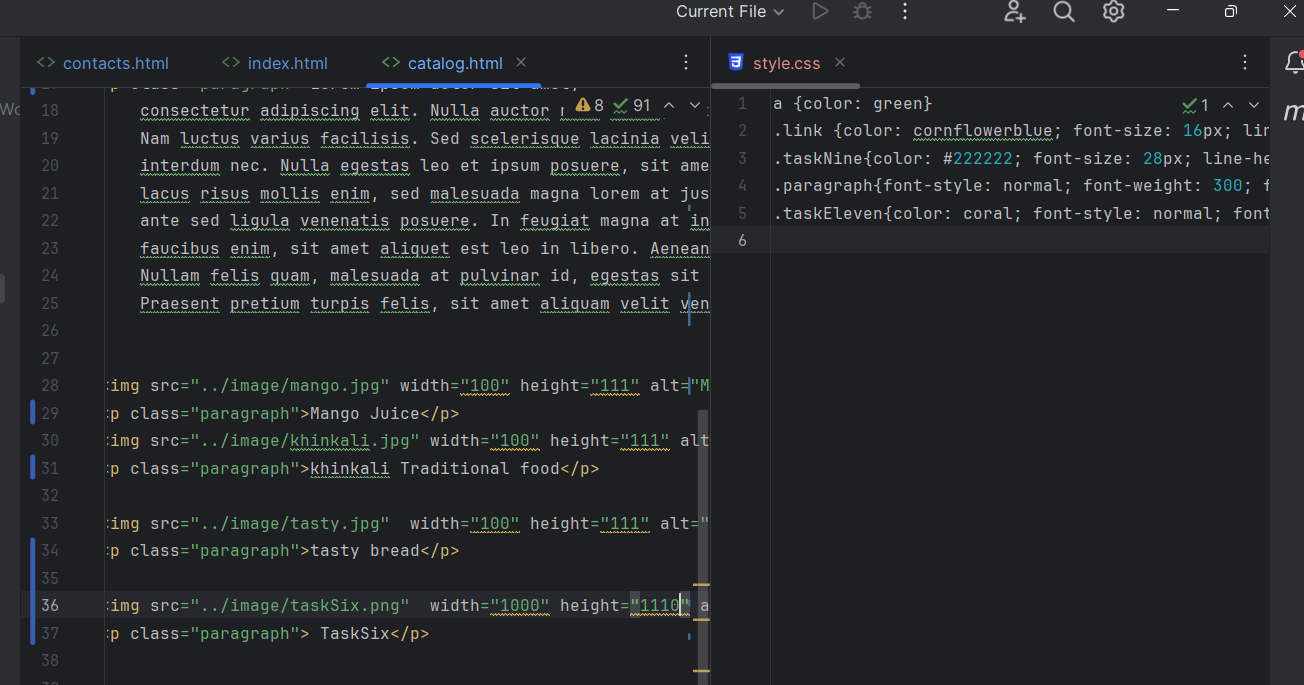 Current File
contacts.html
index.html
catalog.html
style.css
8 91
18 consectetur adipiscing elit. Nulla auctor
19 Nam luctus varius facilisis. Sed scelerisque lacinia veli
20 interdum nec. Nulla egestas leo et ipsum posuere, sit ame
21 lacus risus mollis enim, sed malesuada magna lorem at jus
22 ante sed ligula venenatis posuere. In feugiat magna at in
23 faucibus enim, sit amet aliquet est leo in libero. Aenean
24 Nullam felis quam, malesuada at pulvinar id, egestas sit
25 Praesent pretium turpis felis, sit amet aliquam velit ven
26
27
28 img src="../image/mango.jpg" width="100" height="111" alt="M
29 p class="paragraph">Mango Juice</p>
30 img src="../image/khinkali.jpg" width="100" height="111" alt
31 p class="paragraph">khinkali Traditional food</p>
32
33 img src="../image/tasty.jpg"  width="100" height="111" alt="
34 p class="paragraph">tasty bread</p>
35
36 img src="../image/taskSix.png"  width="1000" height="1110" a
37 p class="paragraph"> TaskSix</p>
38
1 a {color: green}
1
2 .link {color: cornflowerblue; font-size: 16px; lin
3 .taskNine{color: #222222; font-size: 28px; line-he
4 .paragraph{font-style: normal; font-weight: 300; f
5 .taskEleven{color: coral; font-style: normal; font
6
m